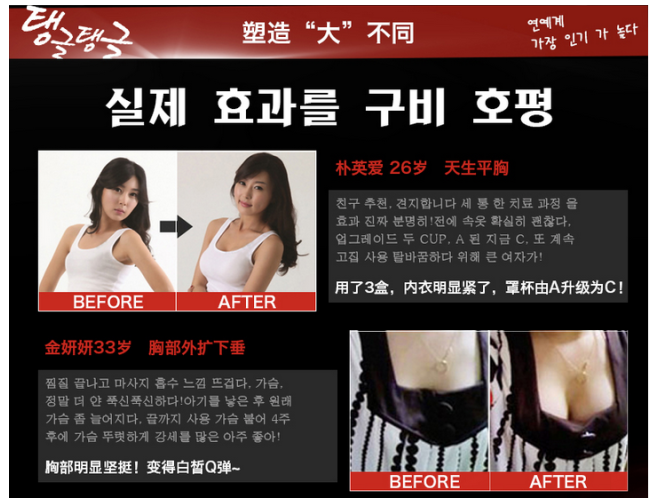 탱글탱글
塑造“大”不同
연예계
가장 인기 가 높다
실제 효과를 구비 호평
朴英爱 26岁 天生平胸
친구 추천, 견지합니다 세 통 한 치료 과정 을
효과 진짜 분명히!전에 속옷 확실히 괜찮다,
업그레이드 두 CUP, A 된 지금 C, 또 계속
고집 사용 탈바꿈하다 위해 큰 여자가!
用了3盒，内衣明显紧了，罩杯由A升级为C！
BEFORE
AFTER
金妍妍33岁 胸部外扩下垂
찜질 끝나고 마사지 흡수 느낌 뜨겁다, 가슴,
정말 더 얀 푹신푹신하다!아기를 낳은 후 원래
가슴 좀 늘어지다, 끝까지 사용 가슴 붙어 4주
후에 가슴 뚜렷하게 강세를 많은 아주 좋아!
胸部明显坚挺！变得白皙Q弹~
BEFORE
AFTER